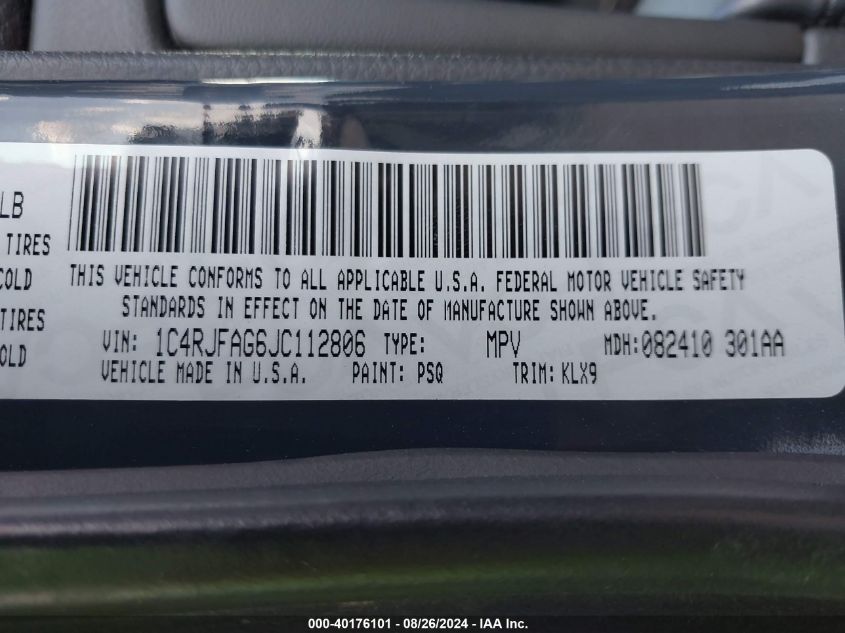 LB
TIRES
COLD
TIRES
OLD
THIS VEHICLE CONFORMS TO ALL APPLICABLE U.S.A. FEDERAL MOTOR VEHICLE SAFETY
STANDARDS IN EFFECT ON THE DATE OF MANUFACTURE SHOWN ABOVE.
VIN: 1C4RJFAG6JC112806 TYPE: MPV MDH:082410 301AA
VEHICLE MADE IN U.S.A. PAINT: PSQ TRIM: KLX9
000-40176101 / 08/26/2024 - IAA Inc.